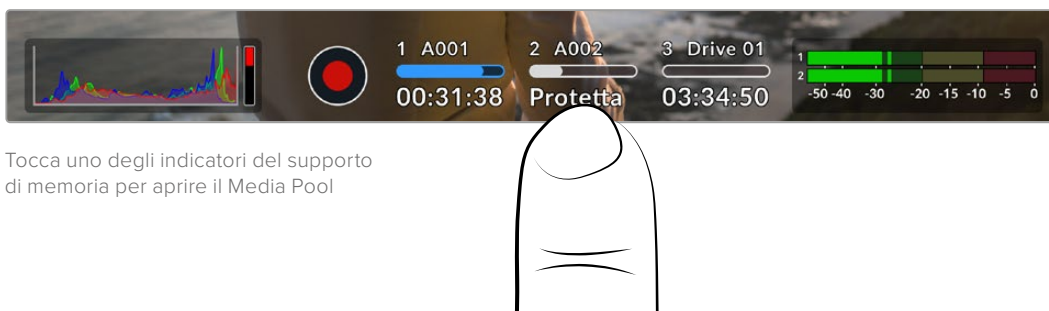 1 A001 2 A002 3 Drive 01
00:31:38 Protetta 03:34:50
1
2
-50 -40 -30 -20 -15 -10 -5 0
Tocca uno degli indicatori del supporto
di memoria per aprire il Media Pool